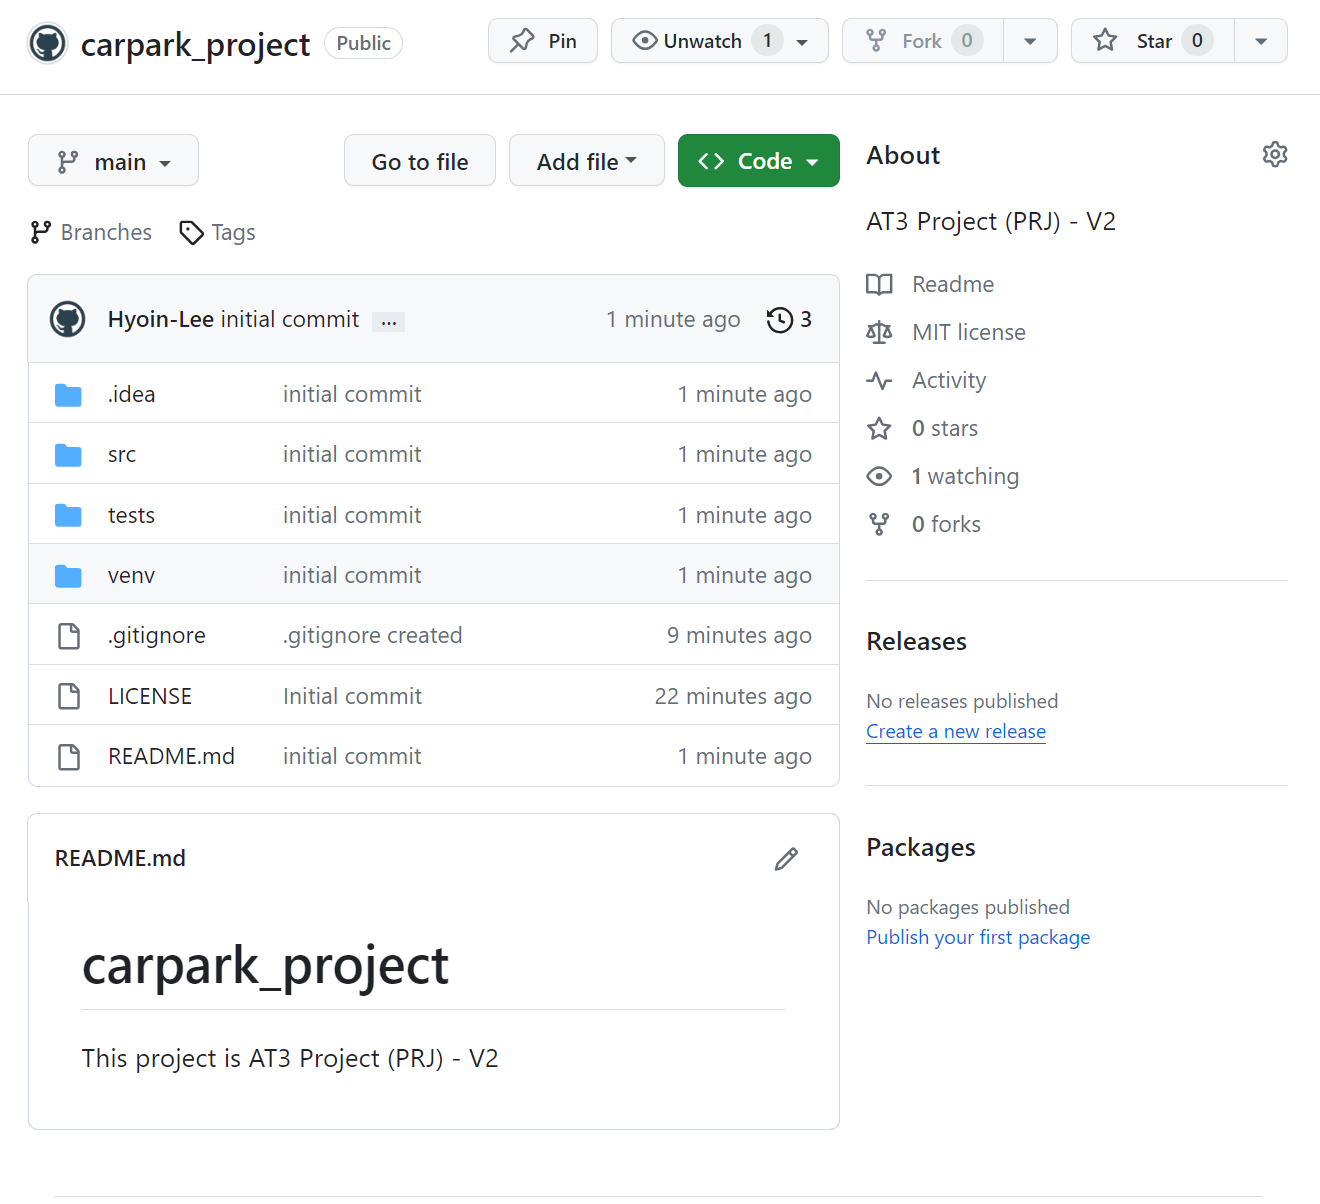 carpark_project Public Pin Unwatch 1 Fork 0 Star 0
main Go to file Add file Code
Branches Tags
Hyoin-Lee initial commit ... 1 minute ago 3
.idea initial commit 1 minute ago
src initial commit 1 minute ago
tests initial commit 1 minute ago
venv initial commit 1 minute ago
.gitignore .gitignore created 9 minutes ago
LICENSE Initial commit 22 minutes ago
README.md initial commit 1 minute ago
README.md
carpark_project
This project is AT3 Project (PRJ) - V2
About
AT3 Project (PRJ) - V2
Readme
MIT license
Activity
0 stars
1 watching
0 forks
Releases
No releases published
Create a new release
Packages
No packages published
Publish your first package